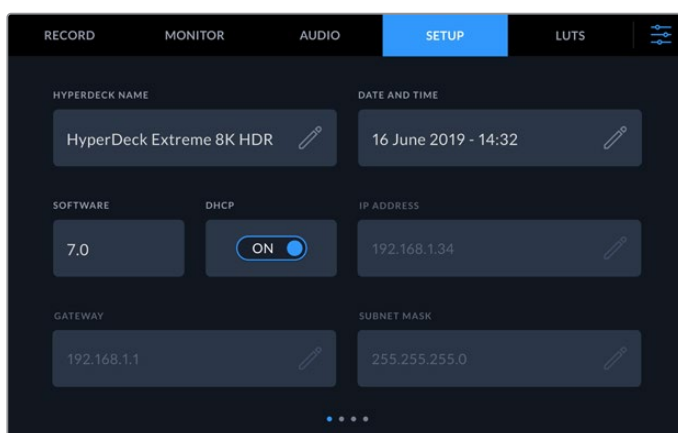 RECORD MONITOR AUDIO SETUP LUTS
HYPERDECK NAME DATE AND TIME
HyperDeck Extreme 8K HDR 16 June 2019 - 14:32
SOFTWARE DHCP IP ADDRESS
7.0 ON 192.168.1.34
GATEWAY SUBNET MASK
192.168.1.1 255.255.255.0